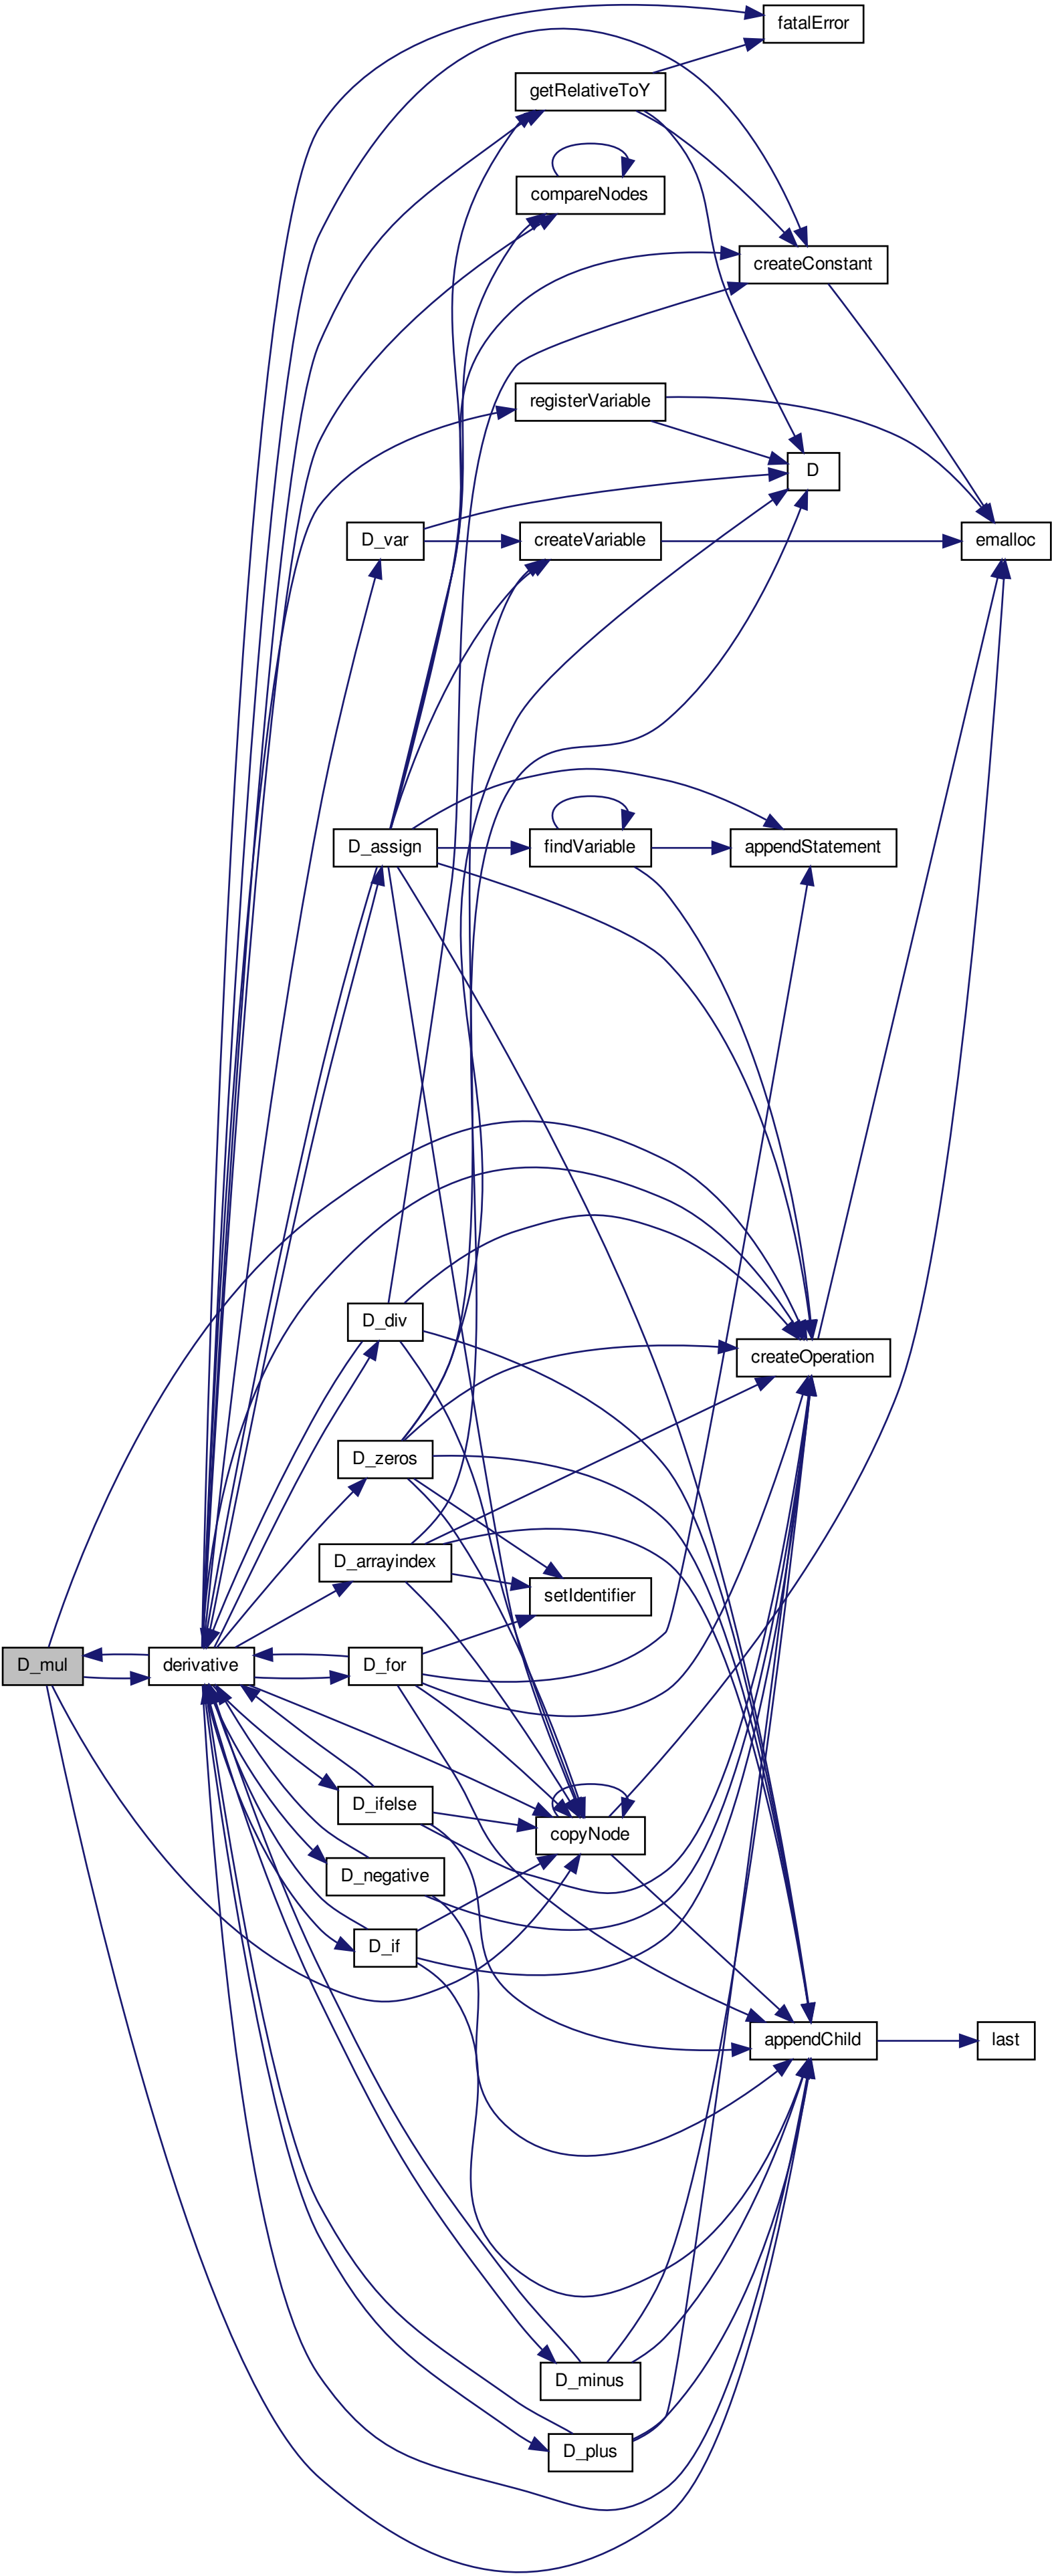 fatalError
getRelativeToY
compareNodes
createConstant
registerVariable
D
D_var
createVariable
emalloc
D_assign
findVariable
appendStatement
D_div
createOperation
D_zeros
D_arrayindex
setIdentifier
D_mul
derivative
D_for
D_ifelse
copyNode
D_negative
D_if
appendChild
last
D_minus
D_plus